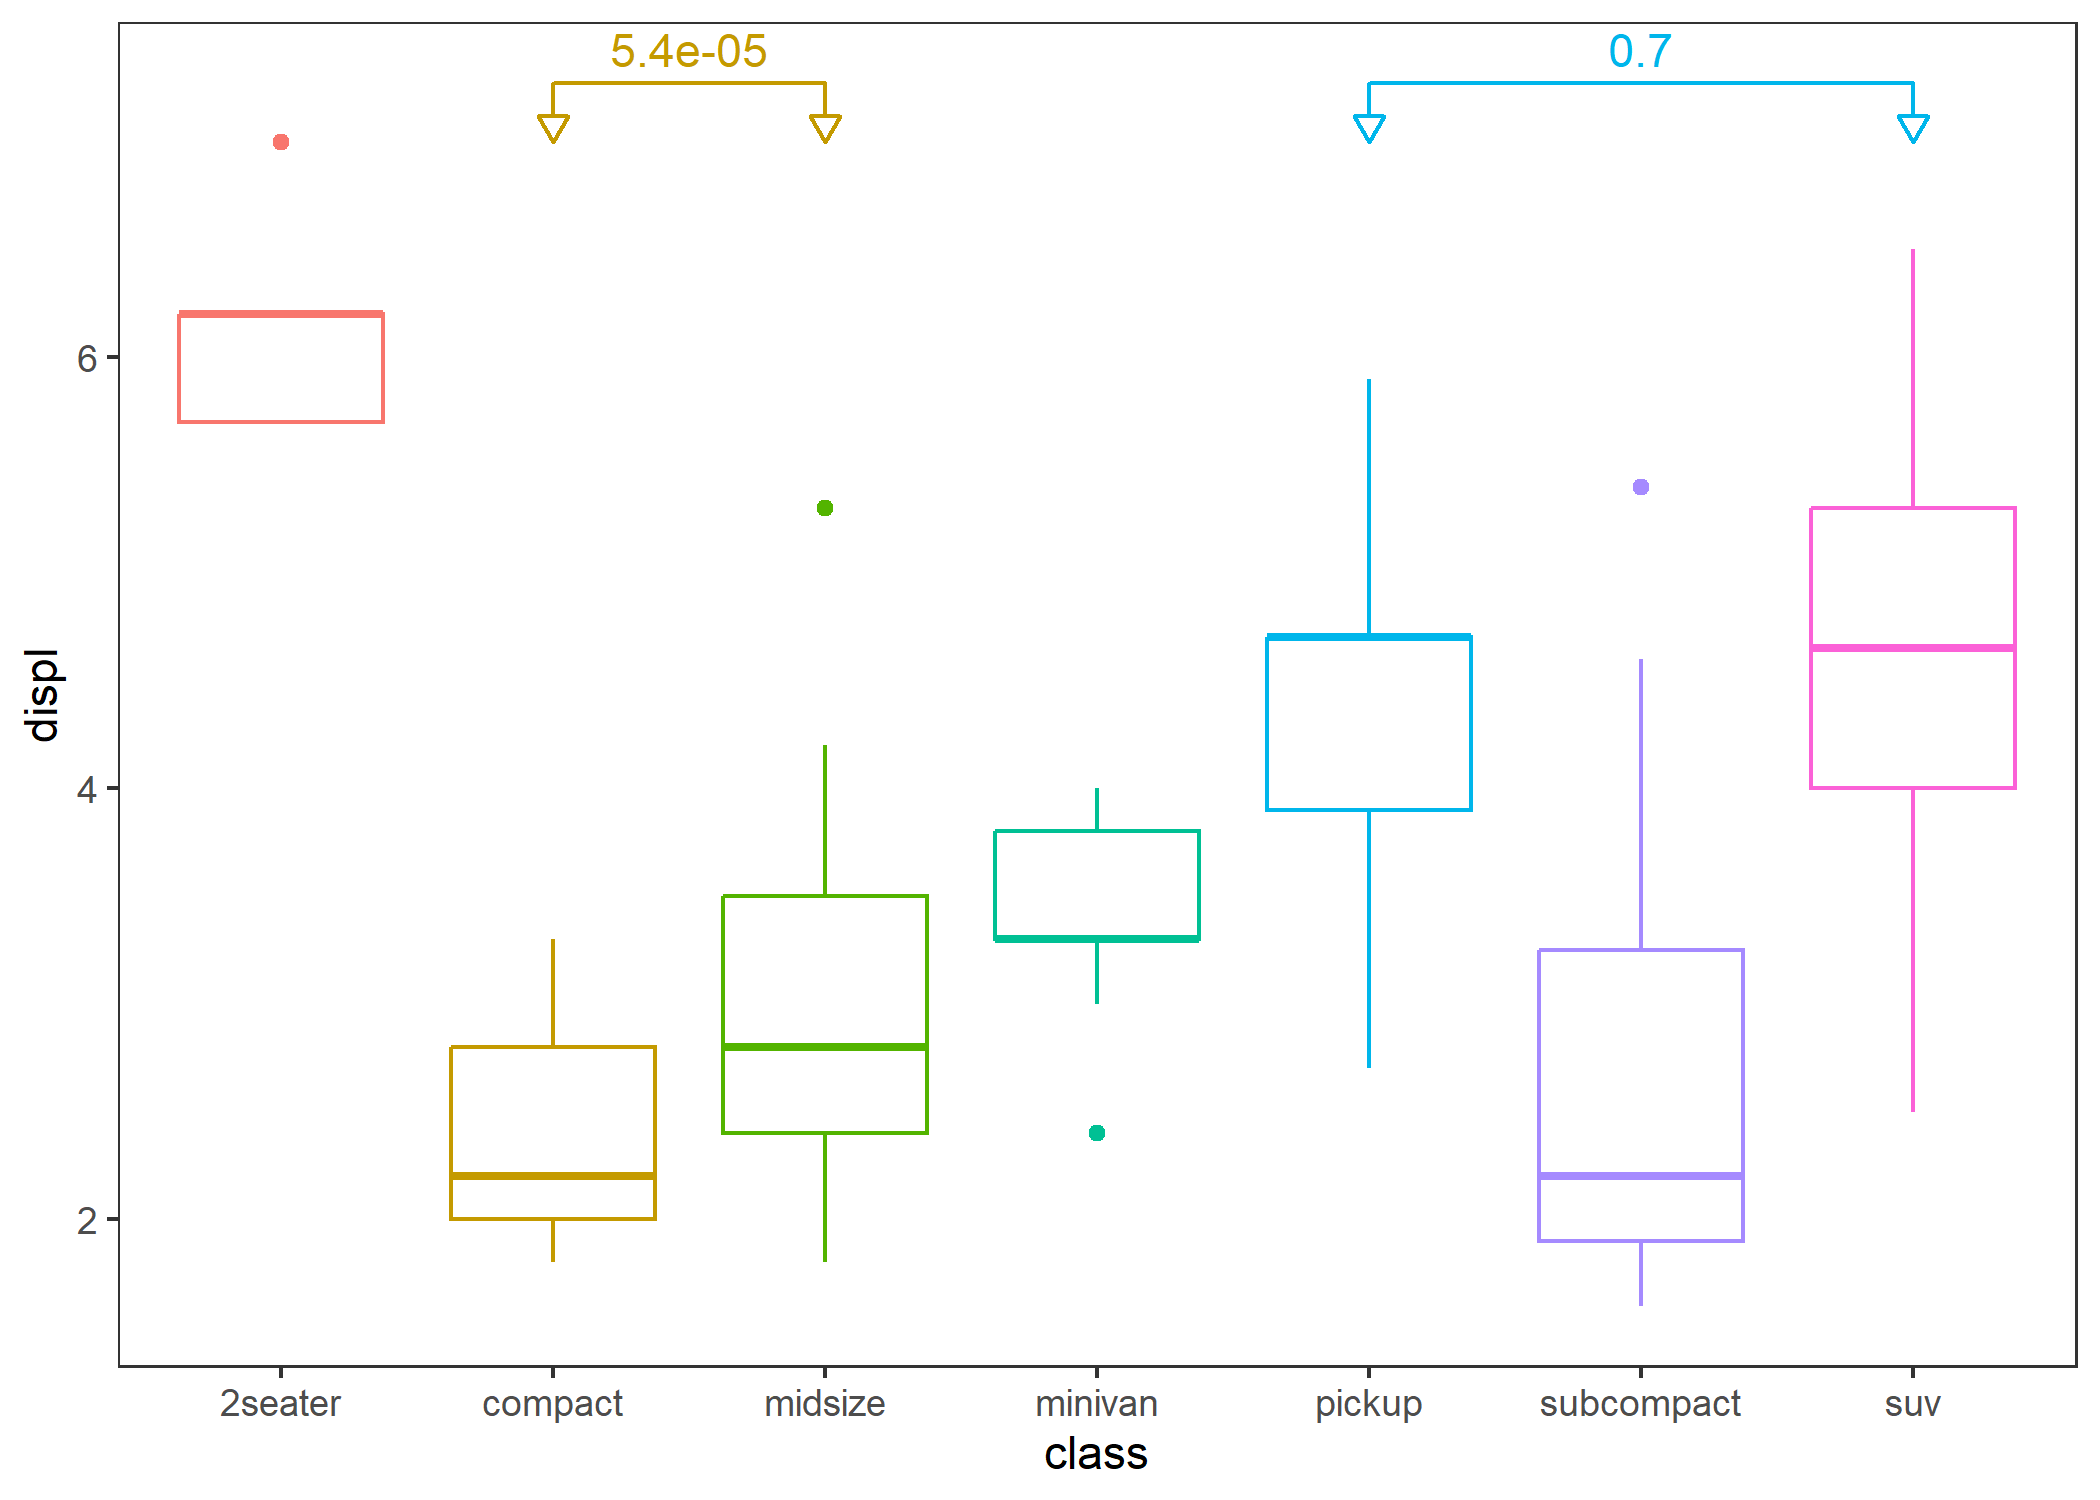 5.4e-05 0.7
6
4
2
displ
2seater compact midsize minivan pickup subcompact suv
class